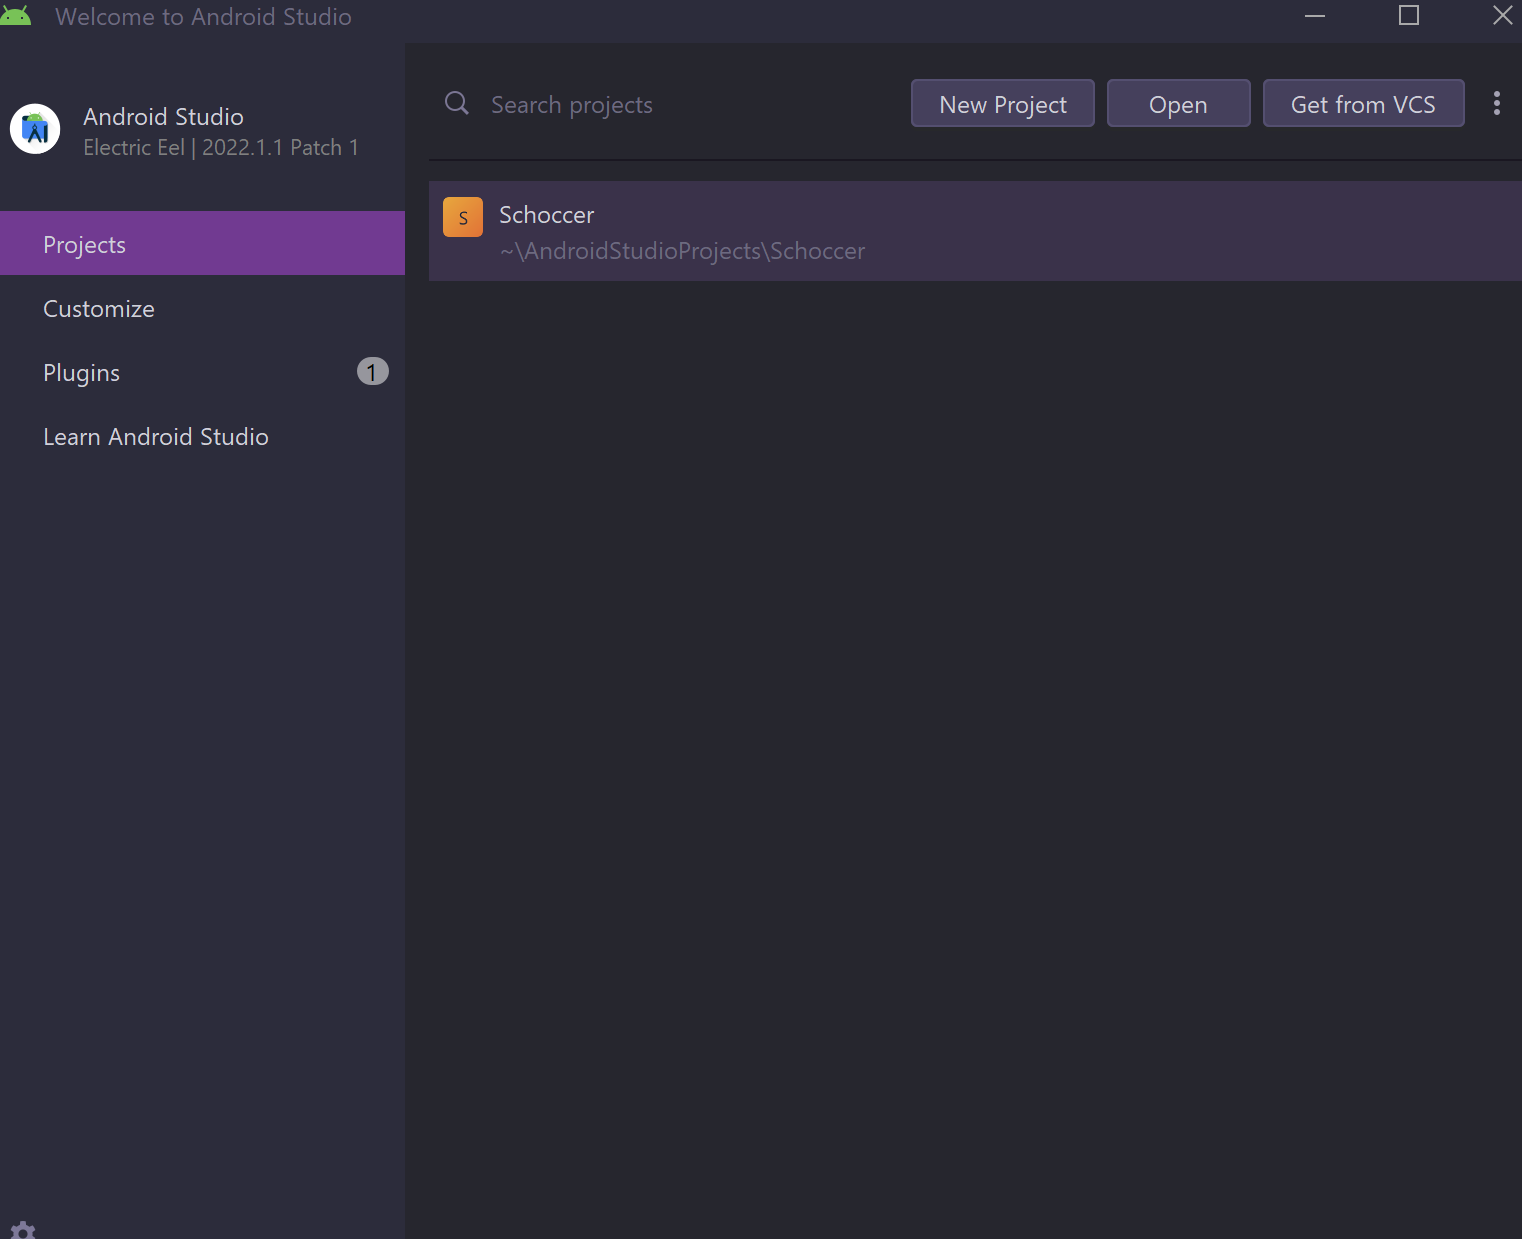 Welcome to Android Studio
Android Studio
Electric Eel | 2022.1.1 Patch 1
Projects
Customize
Plugins
1
Learn Android Studio
Search projects
New Project
Open
Get from VCS
S
Schoccer
~\AndroidStudioProjects\Schoccer